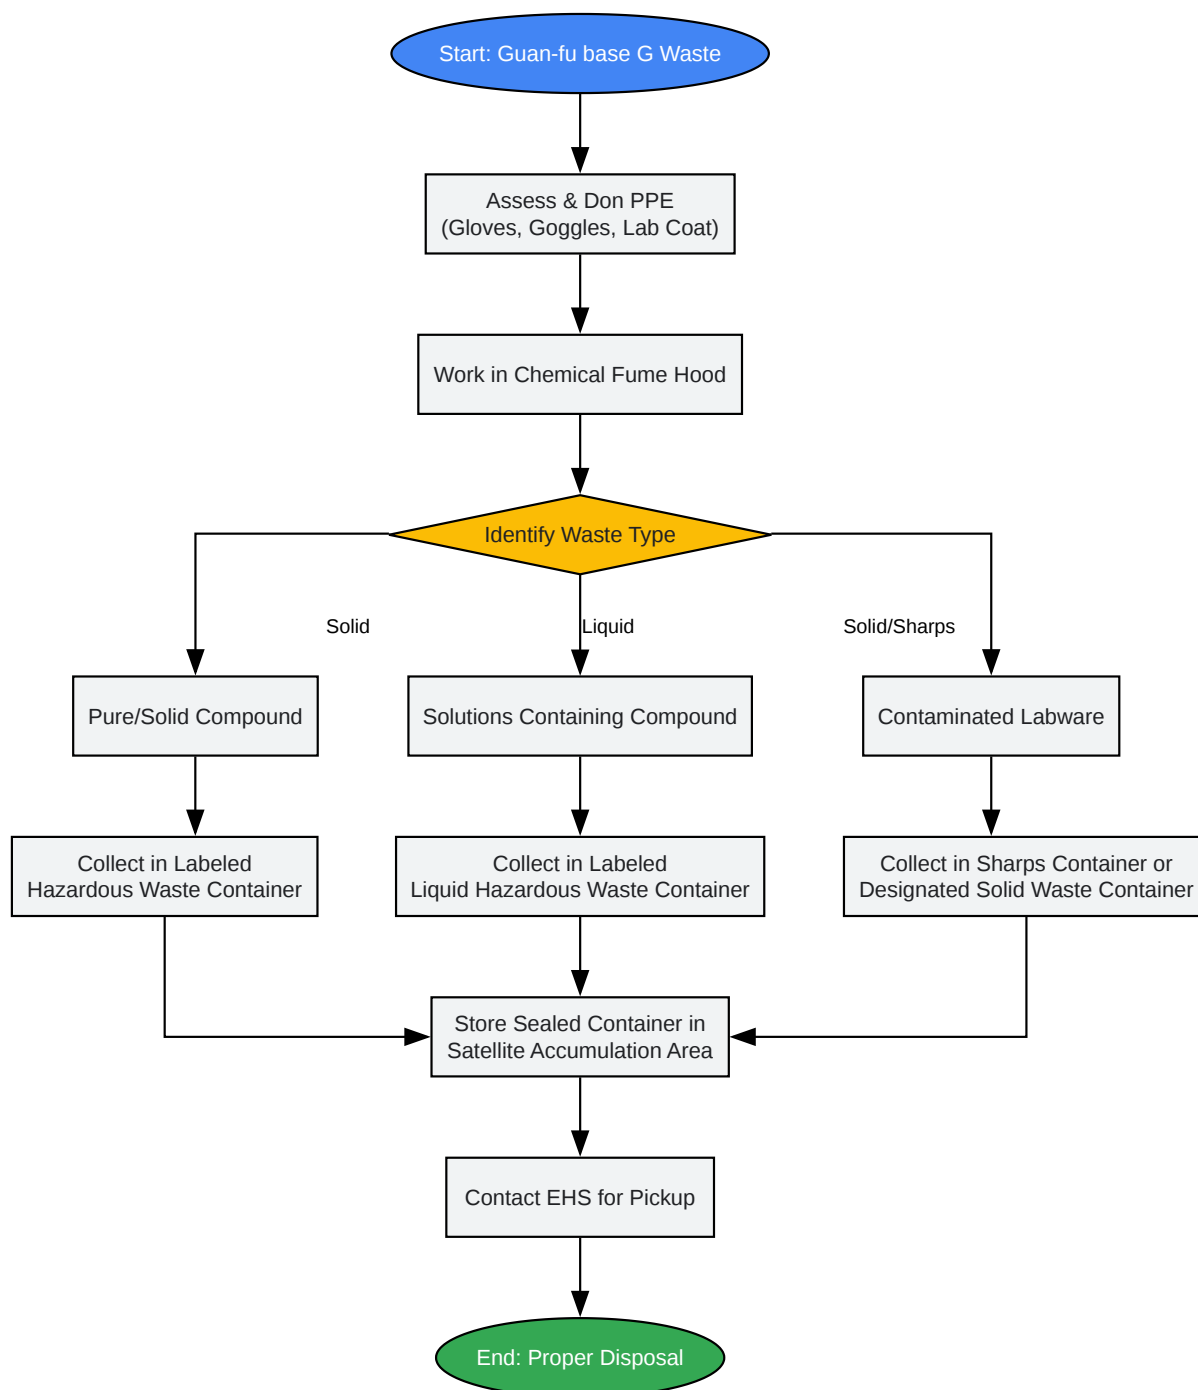 Start: Guan-fu base G Waste
Assess & Don PPE
(Gloves, Goggles, Lab Coat)
Work in Chemical Fume Hood
Identify Waste Type
Solid
Liquid
Solid/Sharps
Pure/Solid Compound
Solutions Containing Compound
Contaminated Labware
Collect in Labeled
Hazardous Waste Container
Collect in Labeled
Liquid Hazardous Waste Container
Collect in Sharps Container or
Designated Solid Waste Container
Store Sealed Container in
Satellite Accumulation Area
Contact EHS for Pickup
End: Proper Disposal